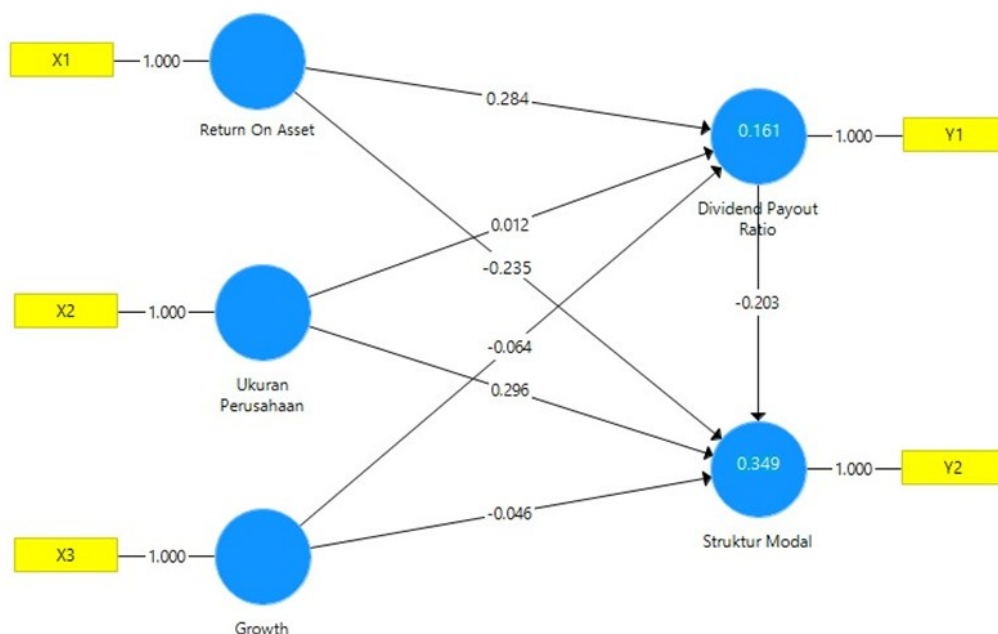 X1
1.000
Return On Asset
0.284
0.161
1.000
Y1
Dividend Payout
Ratio
0.012
-0.235
-0.203
X2
1.000
Ukuran
Perusahaan
-0.064
0.296
0.349
1.000
Y2
Struktur Modal
-0.046
X3
1.000
Growth